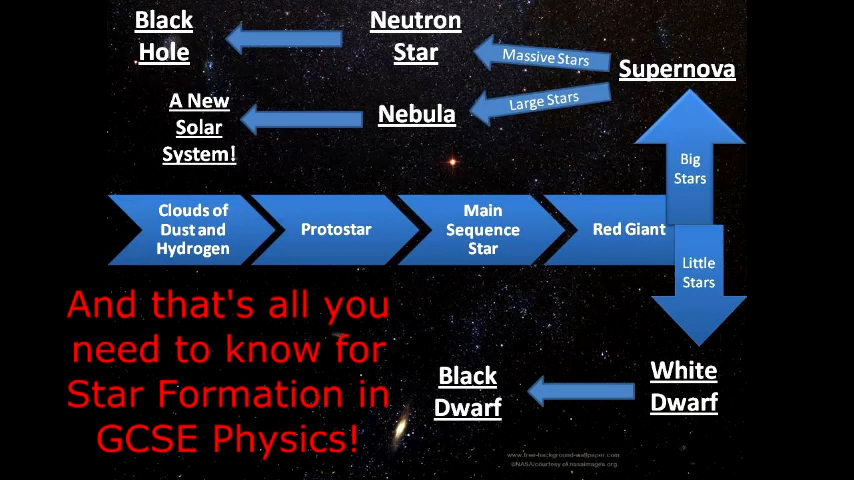 Black
Hole
Neutron
Star
Massive Stars
Supernova
A New
Solar
System!
Nebula
Large Stars
Big
Stars
Clouds of
Dust and
Hydrogen
Protostar
Main
Sequence
Star
Red Giant
Little
Stars
And that's all you
need to know for
Star Formation in
GCSE Physics!
Black
Dwarf
White
Dwarf
www.free-background-wallpaper.com
©NASA/courtesy of nasaimages.org.